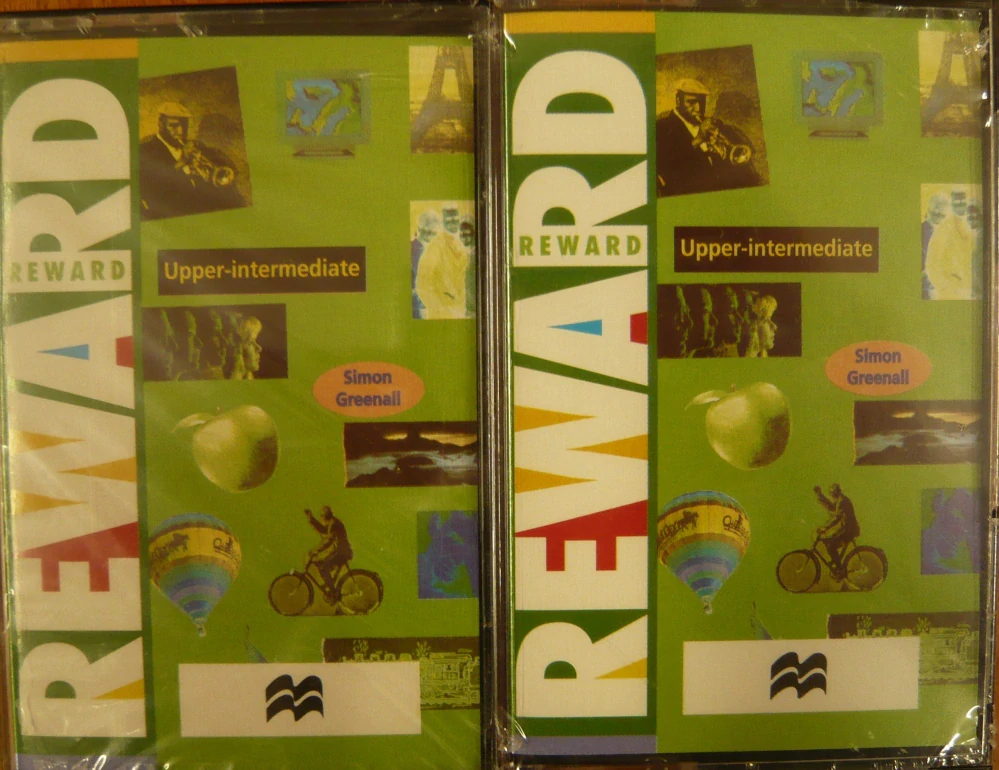 REWARD
REWARD
Upper-intermediate
Simon
Greenall
REWARD
REWARD
Upper-intermediate
Simon
Greenall